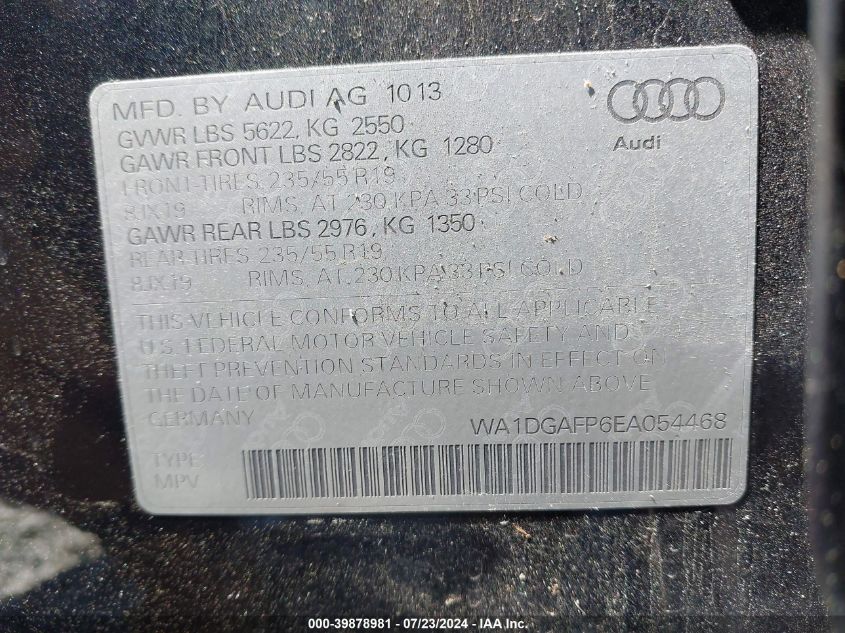 MFD. BY AUDI AG 1013
GVWR LBS 5622, KG 2550
GAWR FRONT LBS 2822, KG 1280
FRONT-TIRES 235/55 R19
8JX19 RIMS, AT 230 KPA/33 PSI COLD
GAWR REAR LBS 2976, KG 1350
REAR-TIRES 235/55 R19
8JX19 RIMS, AT 230 KPA/33 PSI COLD
Audi
THIS VEHICLE CONFORMS TO ALL APPLICABLE
U.S. FEDERAL MOTOR VEHICLE SAFETY AND
THEFT PREVENTION STANDARDS IN EFFECT ON
THE DATE OF MANUFACTURE SHOWN ABOVE.
GERMANY
WA1DGAFP6EA054468
TYPE:
MPV
000-39878981 - 07/23/2024 - IAA Inc.